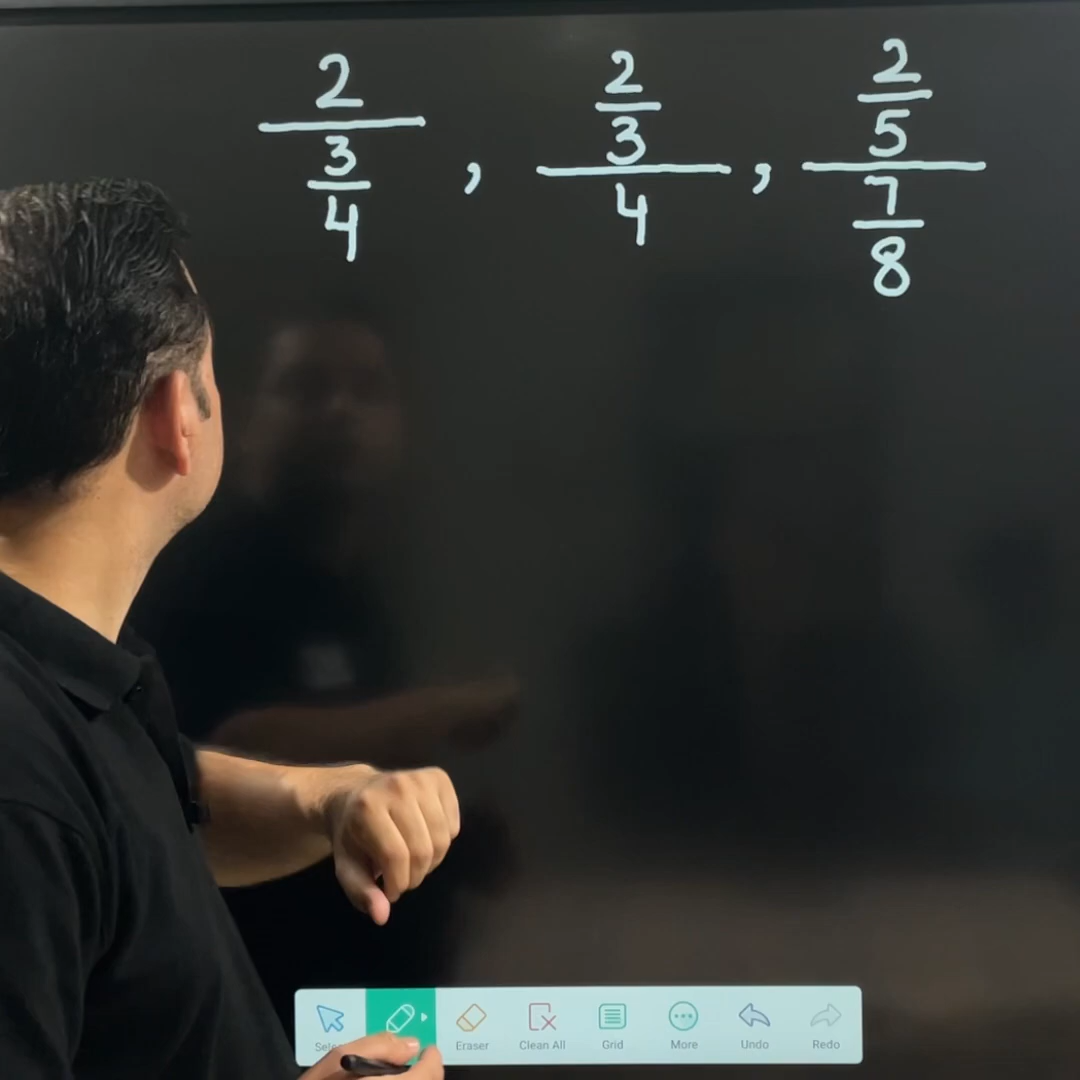 2/(3/4) , (2/3)/4 , (2/5)/(7/8)
Eraser Clean All Grid More Undo Redo